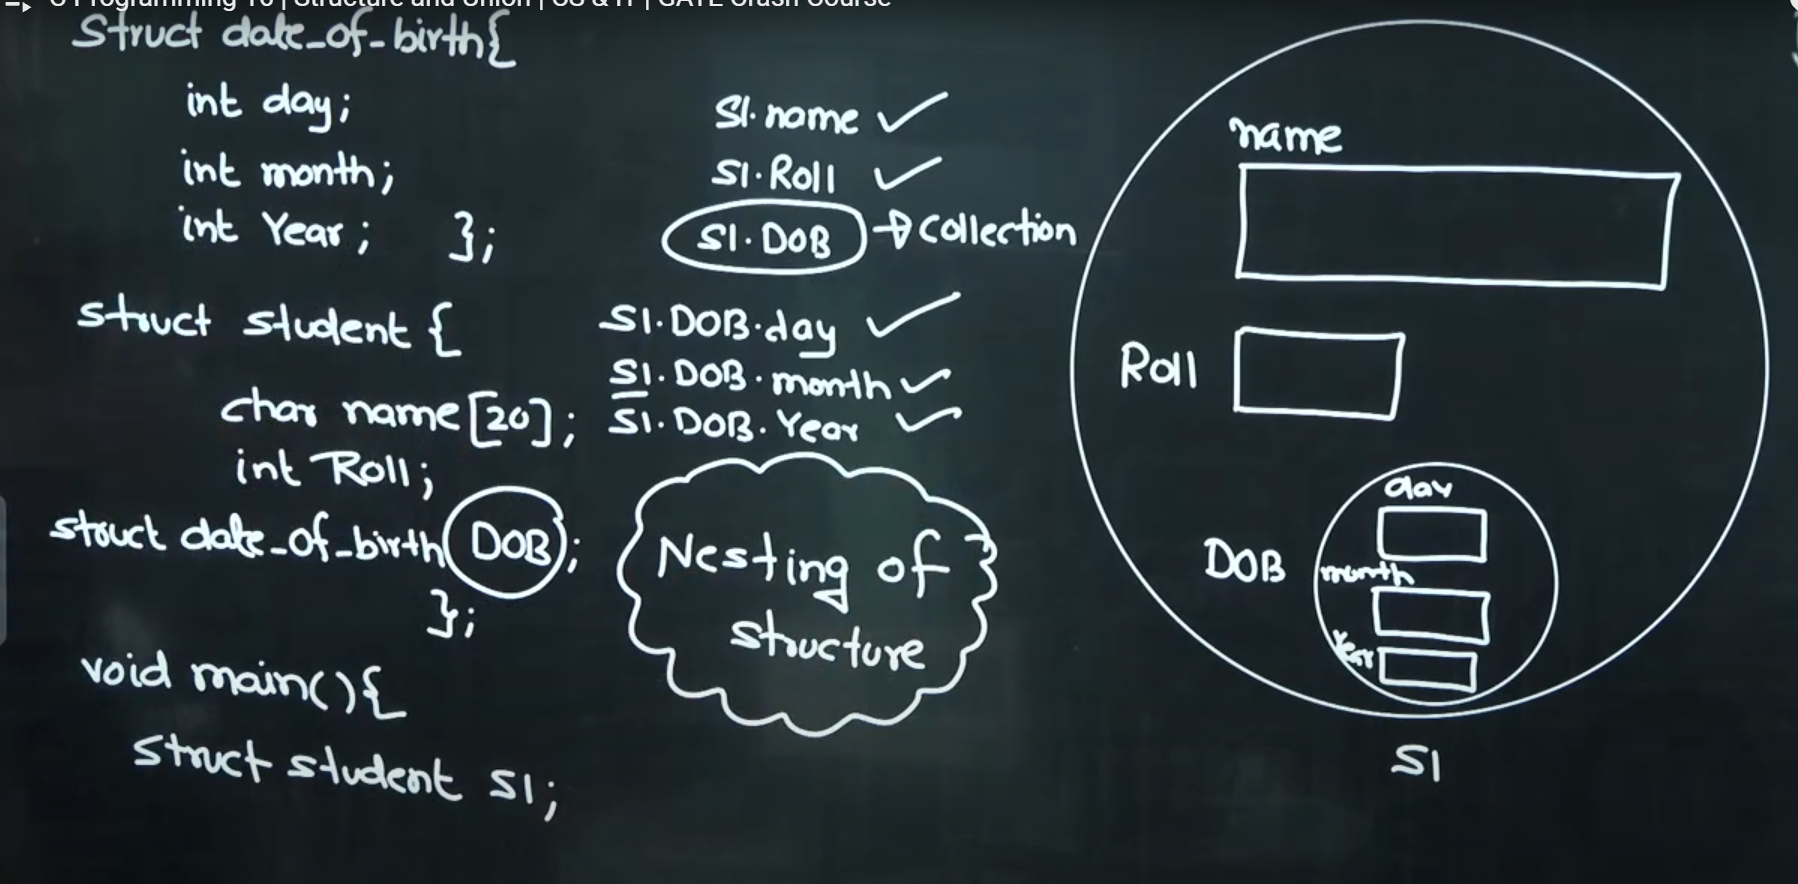 C Programming 10 | Structure and Union | CS & IT | GATE Crash Course
Struct date_of_birth{
int day;
int month;
int Year; };
struct student {
char name[20];
int Roll;
struct date_of_birth DOB;
};
void main(){
struct student S1;
S1.name ✓
S1.Roll ✓
S1.DOB → collection
S1.DOB.day ✓
S1.DOB.month ✓
S1.DOB.Year ✓
Nesting of
structure
name
Roll
DOB
day
month
Year
S1